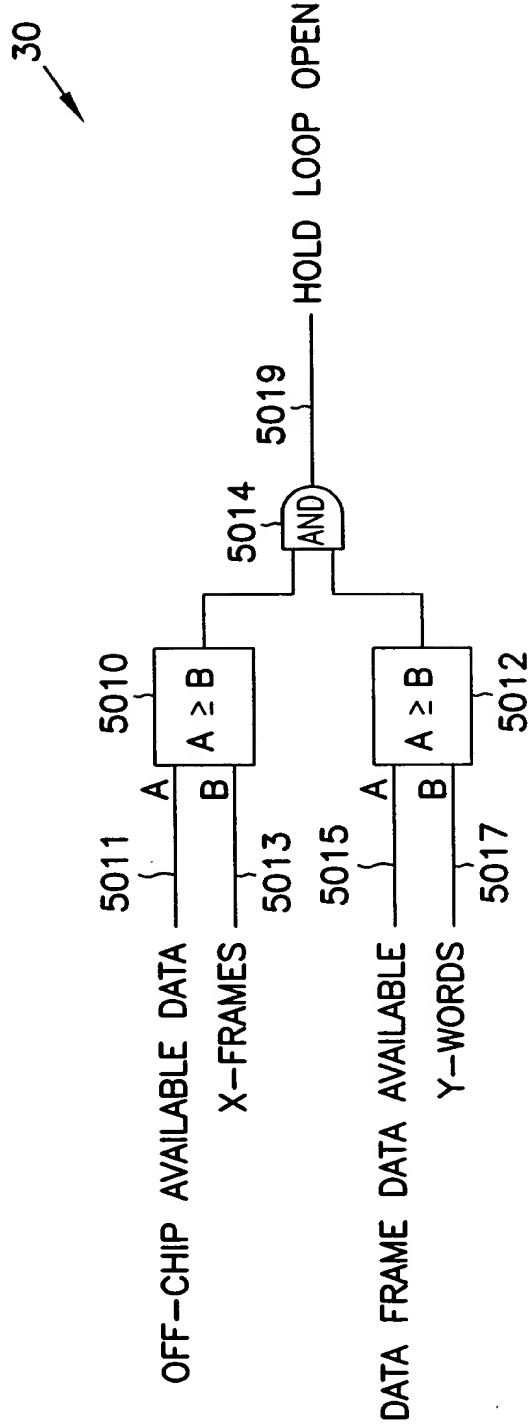 30
OFF-CHIP AVAILABLE DATA
X-FRAMES
5011
5013
A
B
5010
A ≥ B
DATA FRAME DATA AVAILABLE
Y-WORDS
5015
5017
A
B
A ≥ B
5012
5014
AND
5019
HOLD LOOP OPEN